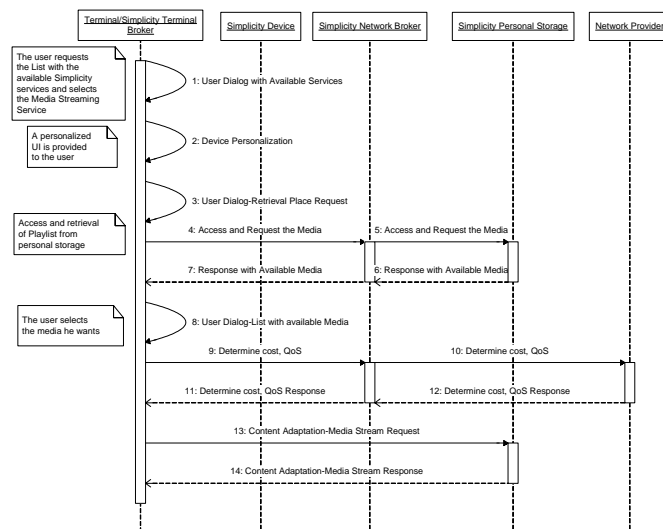 Terminal/Simplicity Terminal
Broker
Simplicity Device
Simplicity Network Broker
Simplicity Personal Storage
Network Provider
The user requests
the List with the
available Simplicity
services and selects
the Media Streaming
Service
1: User Dialog with Available Services
A personalized
UI is provided
to the user
2: Device Personalization
3: User Dialog-Retrieval Place Request
Access and retrieval
of Playlist from
personal storage
4: Access and Request the Media
5: Access and Request the Media
7: Response with Available Media
6: Response with Available Media
The user selects
the media he wants
8: User Dialog-List with available Media
9: Determine cost, QoS
10: Determine cost, QoS
11: Determine cost, QoS Response
12: Determine cost, QoS Response
13: Content Adaptation-Media Stream Request
14: Content Adaptation-Media Stream Response